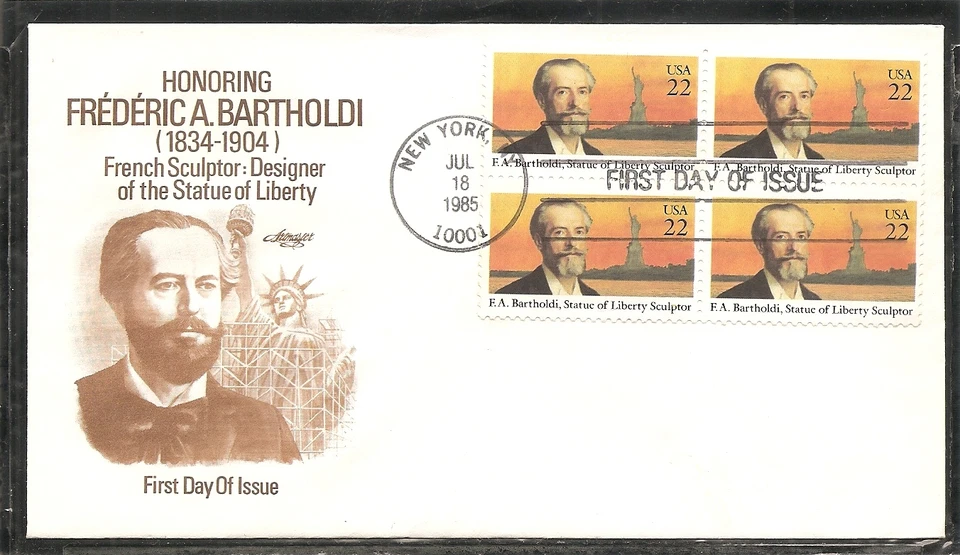 HONORING
FRÉDÉRIC A. BARTHOLDI
(1834-1904)
French Sculptor: Designer
of the Statue of Liberty
Artmaster
First Day Of Issue
NEW YORK,
JUL
18
1985
10001
FIRST DAY OF ISSUE
USA
22
F.A. Bartholdi, Statue of Liberty Sculptor
USA
22
F.A. Bartholdi, Statue of Liberty Sculptor
USA
22
F.A. Bartholdi, Statue of Liberty Sculptor
USA
22
F.A. Bartholdi, Statue of Liberty Sculptor